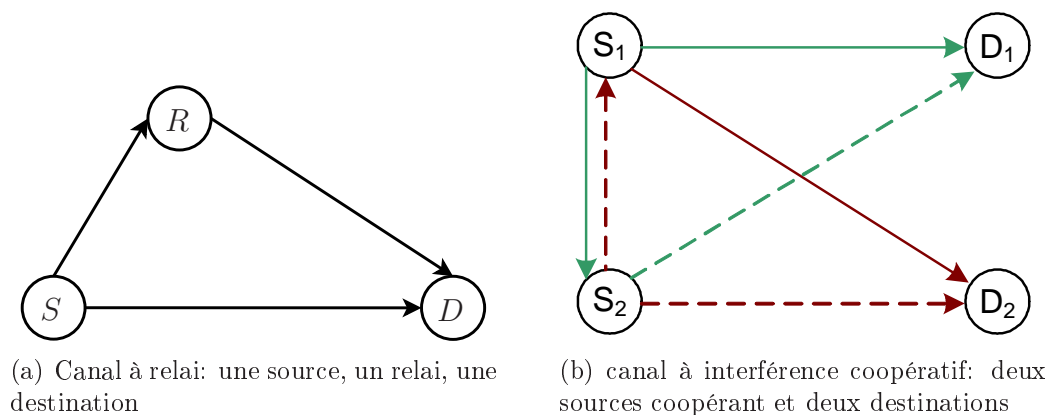 R
S
D
(a) Canal à relai: une source, un relai, une
destination
S1
D1
S2
D2
(b) canal à interférence coopératif: deux
sources coopérant et deux destinations